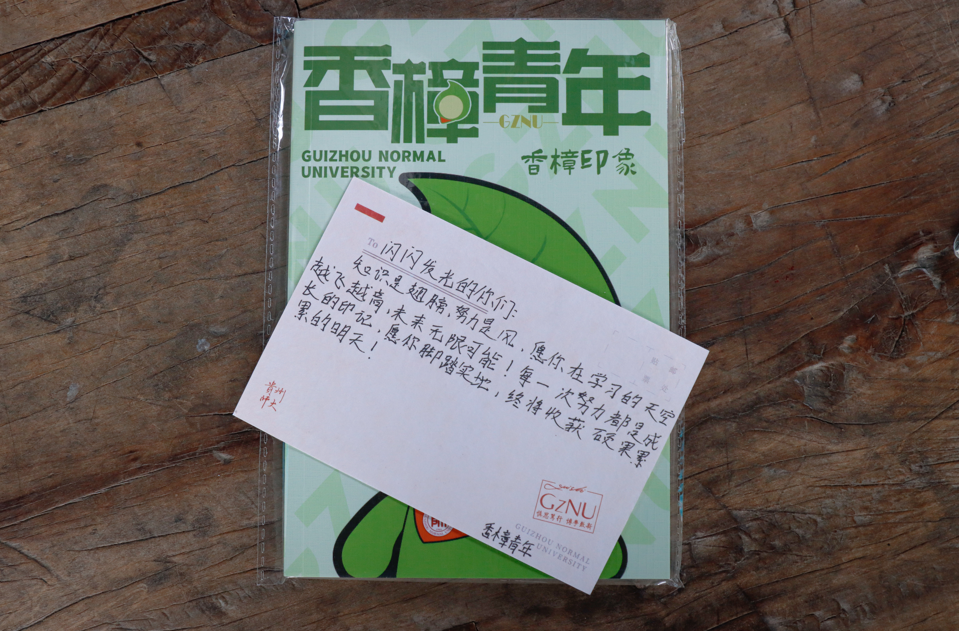 香樟青年
GZNU
GUIZHOU NORMAL
UNIVERSITY
香樟印象
To 闪闪发光的你们:
知识是翅膀,努力是风,愿你在学习的天空
越飞越高,未来无限可能!每一次努力都是成
长的印记,愿你脚踏实地,终将收获硕果累
累的明天!
贵州
师大
GZNU
香樟青年
GUIZHOU NORMAL
UNIVERSITY